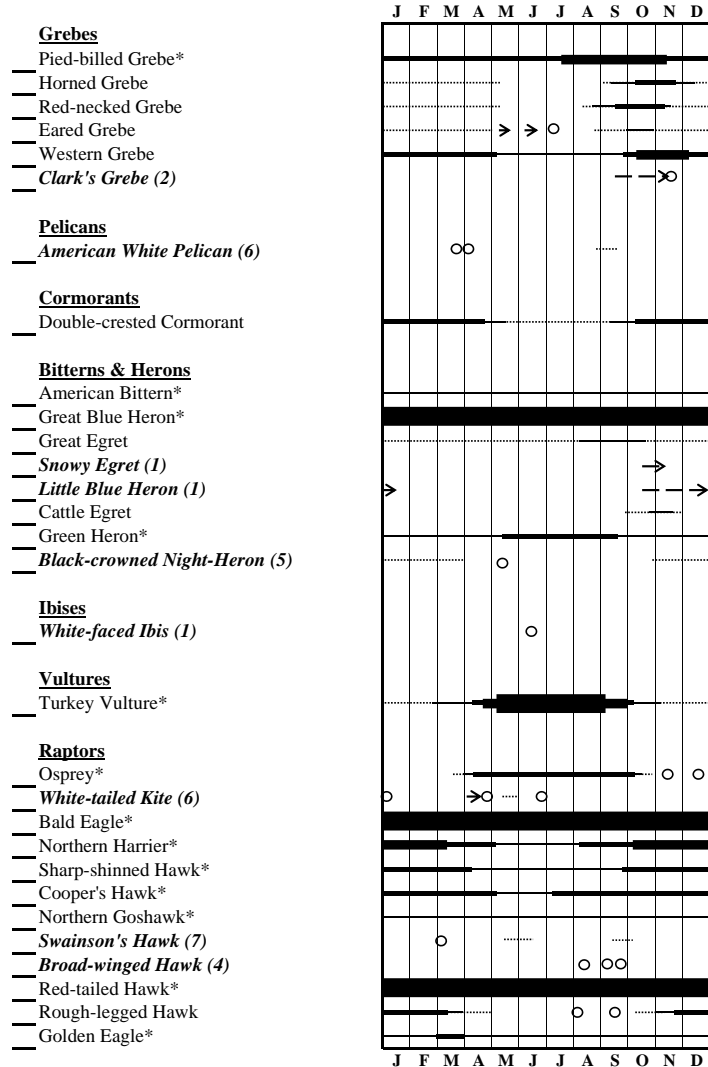 J F M A M J J A S O N D
Grebes
Pied-billed Grebe*
Horned Grebe
Red-necked Grebe
Eared Grebe
Western Grebe
Clark's Grebe (2)
Pelicans
American White Pelican (6)
Cormorants
Double-crested Cormorant
Bitterns & Herons
American Bittern*
Great Blue Heron*
Great Egret
Snowy Egret (1)
Little Blue Heron (1)
Cattle Egret
Green Heron*
Black-crowned Night-Heron (5)
Ibises
White-faced Ibis (1)
Vultures
Turkey Vulture*
Raptors
Osprey*
White-tailed Kite (6)
Bald Eagle*
Northern Harrier*
Sharp-shinned Hawk*
Cooper's Hawk*
Northern Goshawk*
Swainson's Hawk (7)
Broad-winged Hawk (4)
Red-tailed Hawk*
Rough-legged Hawk
Golden Eagle*
J F M A M J J A S O N D